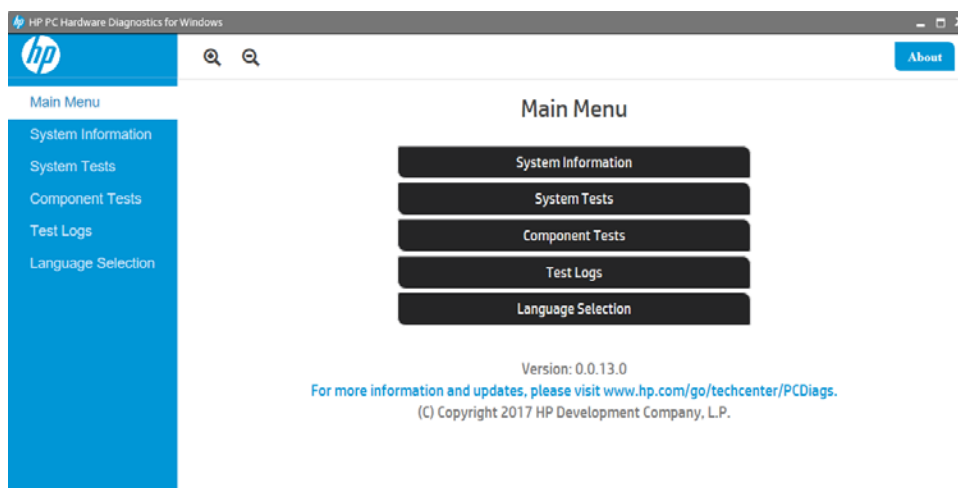 HP PC Hardware Diagnostics for Windows
hp
About
Main Menu
System Information
System Tests
Component Tests
Test Logs
Language Selection
Main Menu
System Information
System Tests
Component Tests
Test Logs
Language Selection
Version: 0.0.13.0
For more information and updates, please visit www.hp.com/go/techcenter/PCDiags.
(C) Copyright 2017 HP Development Company, L.P.